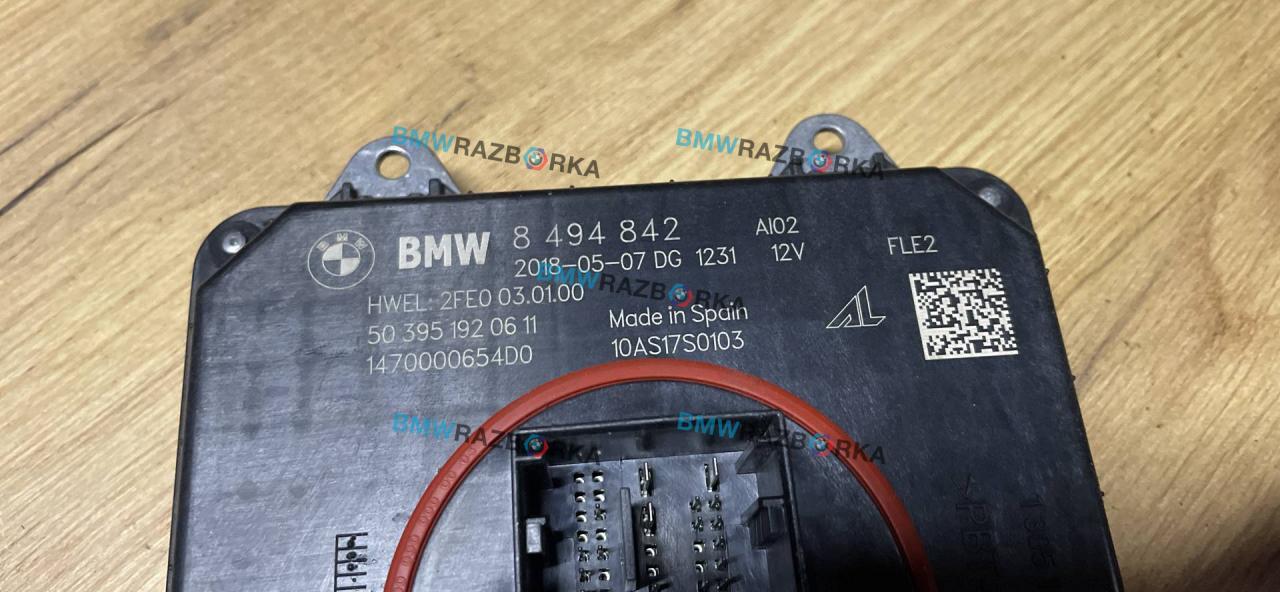 BMWRAZBORKA
BMWRAZBORKA
BMW 8 494 842 AI02
2018-05-07 DG 1231 12V FLE2
BMWRAZBORKA
HWEL: 2FE0 03.01.00
50 395 192 06 11 Made in Spain AL
1470000654D0 10AS17S0103
BMWRAZBORKA
BMWRAZBORKA